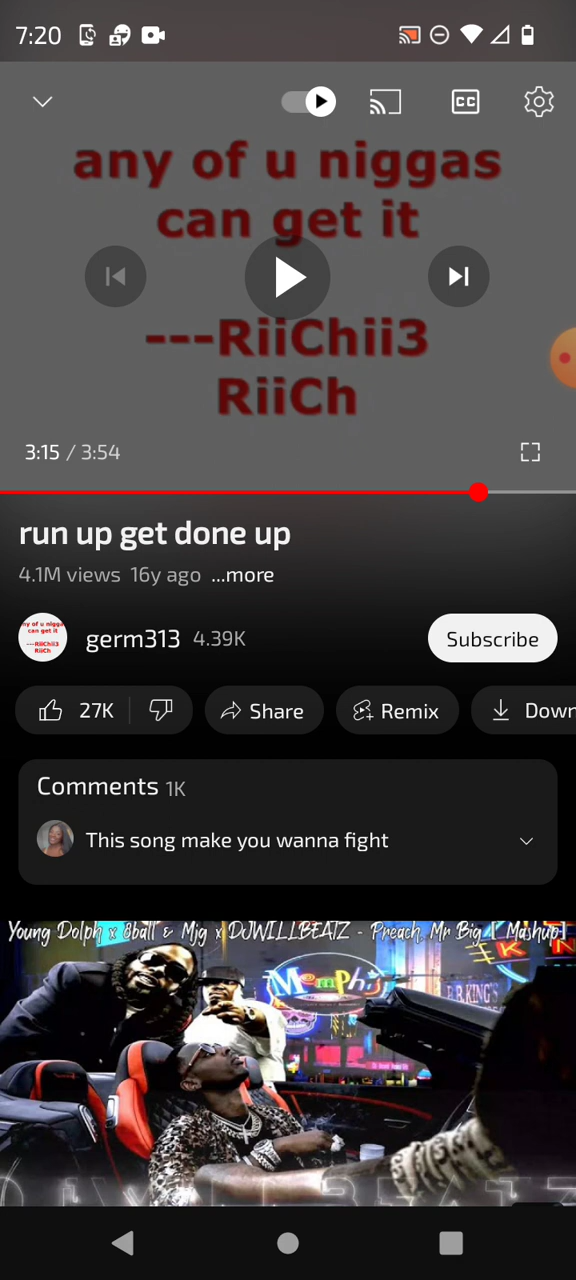 7:20
CC
any of u niggas
can get it
---RiiChii3
RiiCh
3:15 / 3:54
run up get done up
4.1M views 16y ago ...more
germ313 4.39K
Subscribe
27K
Share
Remix
Down
Comments 1K
This song make you wanna fight
Young Dolph x 8ball & Mjg x DJWILLBEATZ - Preach, Mr Big [ Mashup]
MEmPhis
B.B. KING'S